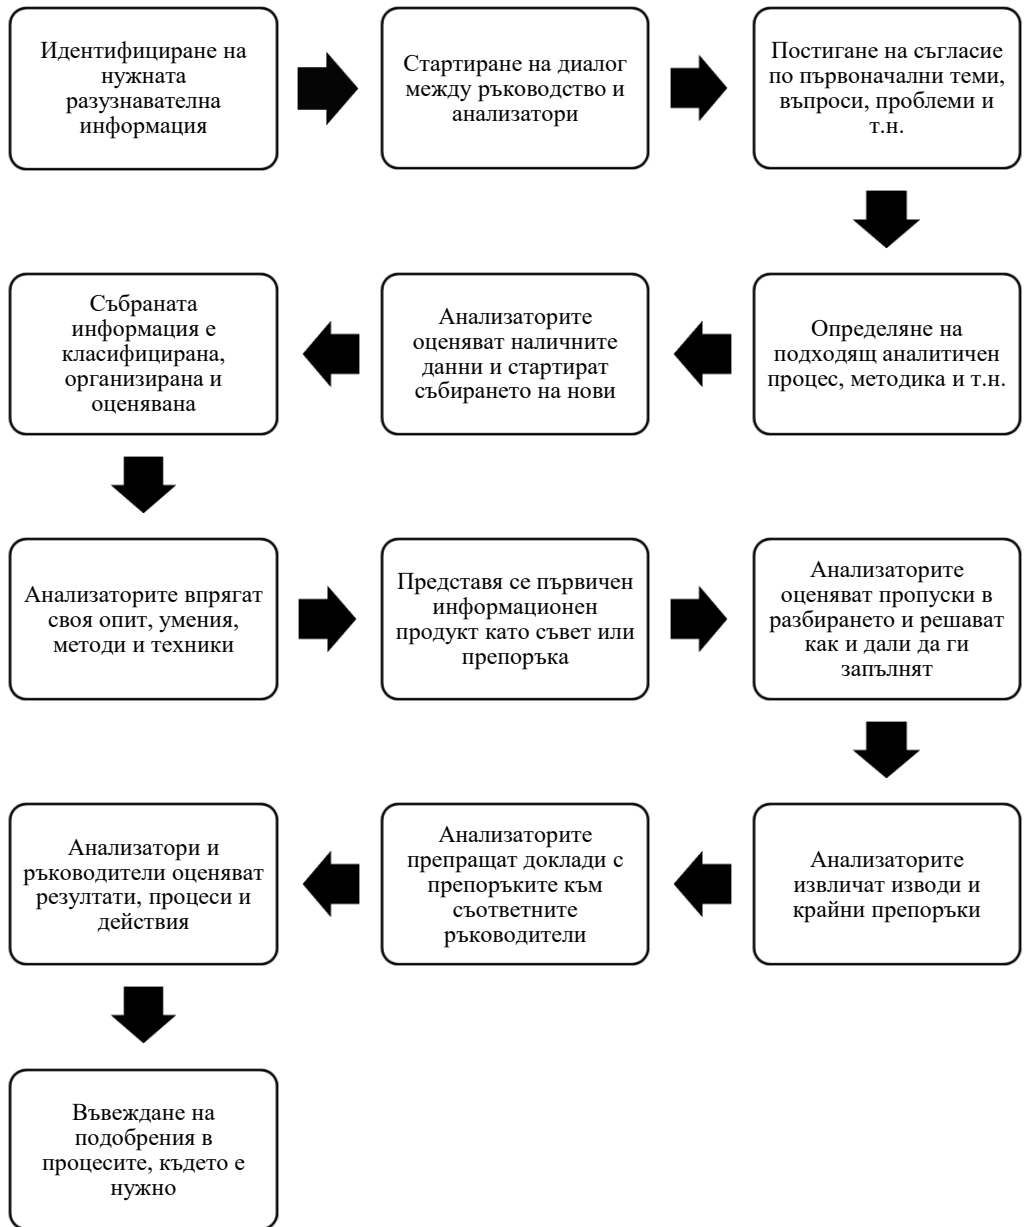 Идентифициране на
нужната
разузнавателна
информация
Стартиране на диалог
между ръководство и
анализатори
Постигане на съгласие
по първоначални теми,
въпроси, проблеми и
т.н.
Определяне на
подходящ аналитичен
процес, методика и т.н.
Анализаторите
оценяват наличните
данни и стартират
събирането на нови
Събраната
информация е
класифицирана,
организирана и
оценявана
Анализаторите впрягат
своя опит, умения,
методи и техники
Представя се първичен
информационен
продукт като съвет или
препоръка
Анализаторите
оценяват пропуски в
разбирането и решават
как и дали да ги
запълнят
Анализаторите
извличат изводи и
крайни препоръки
Анализаторите
препращат доклади с
препоръките към
съответните
ръководители
Анализатори и
ръководители оценяват
резултати, процеси и
действия
Въвеждане на
подобрения в
процесите, където е
нужно